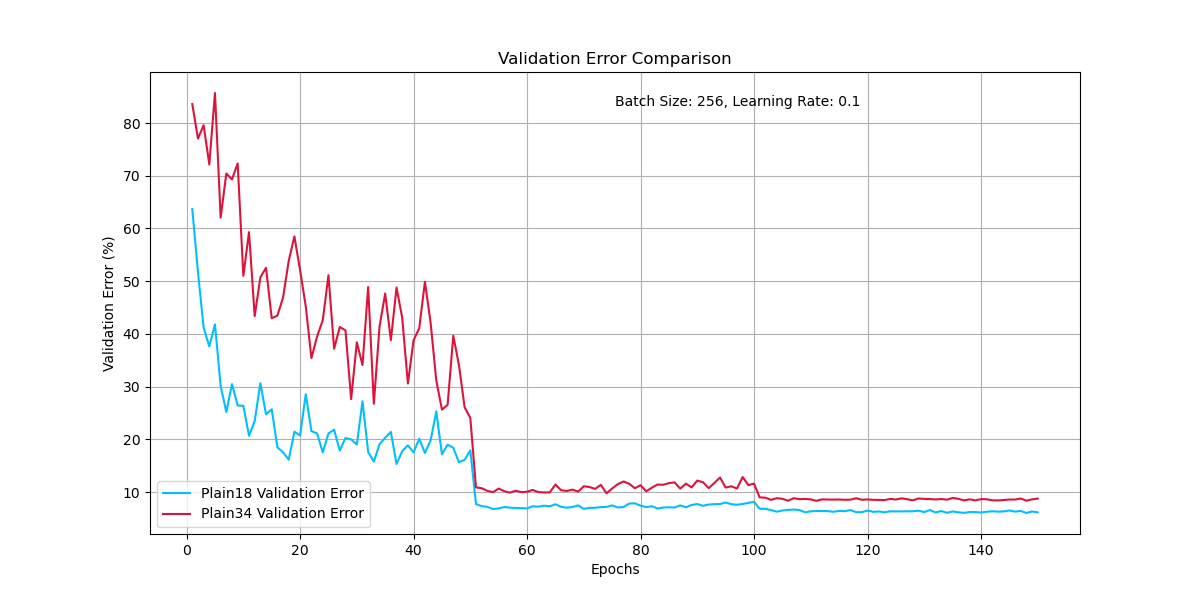 Validation Error Comparison
Batch Size: 256, Learning Rate: 0.1
Validation Error (%)
80
70
60
50
40
30
20
10
Plain18 Validation Error
Plain34 Validation Error
0 20 40 60 80 100 120 140
Epochs